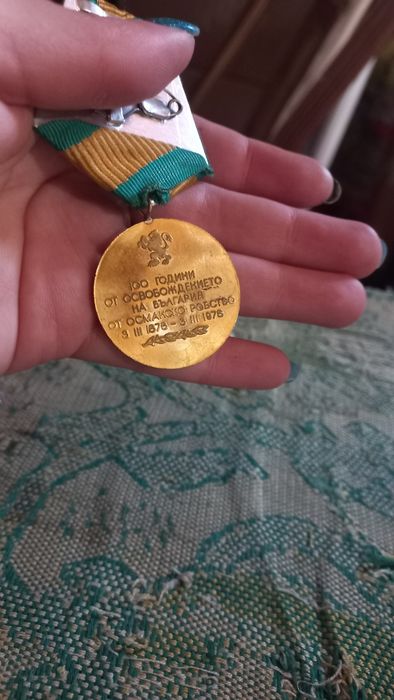 100 ГОДИНИ
ОТ ОСВОБОЖДЕНИЕТО
НА БЪЛГАРИЯ
ОТ ОСМАНСКО РОБСТВО
3 III 1878 - 3 III 1978